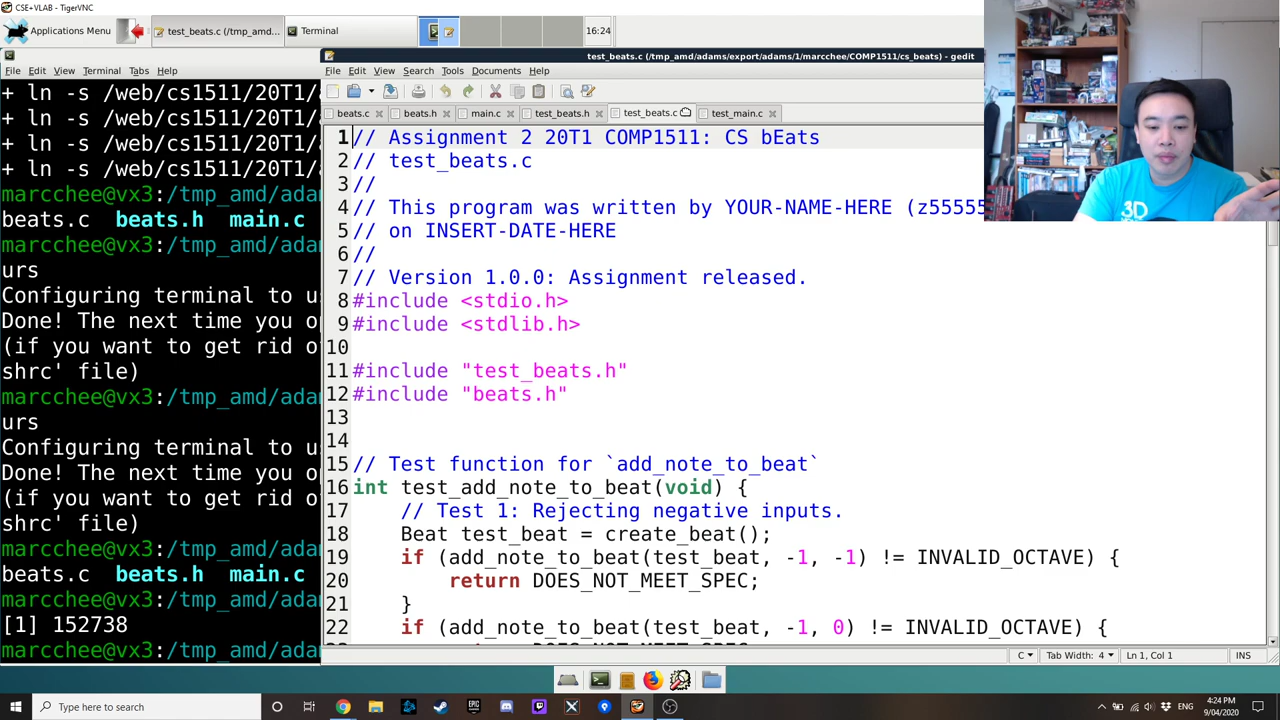 CSE+VLAB - TigerVNC
Applications Menu
test_beats.c (/tmp_amd...
Terminal
16:24
test_beats.c (/tmp_amd/adams/export/adams/1/marcchee/COMP1511/cs_beats) - gedit
File Edit View Terminal Tabs Help
+ ln -s /web/cs1511/20T1/
+ ln -s /web/cs1511/20T1/
+ ln -s /web/cs1511/20T1/
+ ln -s /web/cs1511/20T1/
marcchee@vx3:/tmp_amd/adam
beats.c beats.h main.c
marcchee@vx3:/tmp_amd/adam
urs
Configuring terminal to u
Done! The next time you o
(if you want to get rid o
shrc' file)
marcchee@vx3:/tmp_amd/adam
urs
Configuring terminal to u
Done! The next time you o
(if you want to get rid o
shrc' file)
marcchee@vx3:/tmp_amd/adam
beats.c beats.h main.c
marcchee@vx3:/tmp_amd/adam
[1] 152738
marcchee@vx3:/tmp_amd/adam
File Edit View Search Tools Documents Help
beats.c beats.h main.c test_beats.h test_beats.c test_main.c
1 // Assignment 2 20T1 COMP1511: CS bEats
2 // test_beats.c
3 //
4 // This program was written by YOUR-NAME-HERE (z5555
5 // on INSERT-DATE-HERE
6 //
7 // Version 1.0.0: Assignment released.
8 #include <stdio.h>
9 #include <stdlib.h>
10
11 #include "test_beats.h"
12 #include "beats.h"
13
14
15 // Test function for `add_note_to_beat`
16 int test_add_note_to_beat(void) {
17 // Test 1: Rejecting negative inputs.
18 Beat test_beat = create_beat();
19 if (add_note_to_beat(test_beat, -1, -1) != INVALID_OCTAVE) {
20 return DOES_NOT_MEET_SPEC;
21 }
22 if (add_note_to_beat(test_beat, -1, 0) != INVALID_OCTAVE) {
C Tab Width: 4 Ln 1, Col 1 INS
3D
Type here to search
EPIC
ENG
4:24 PM
9/04/2020